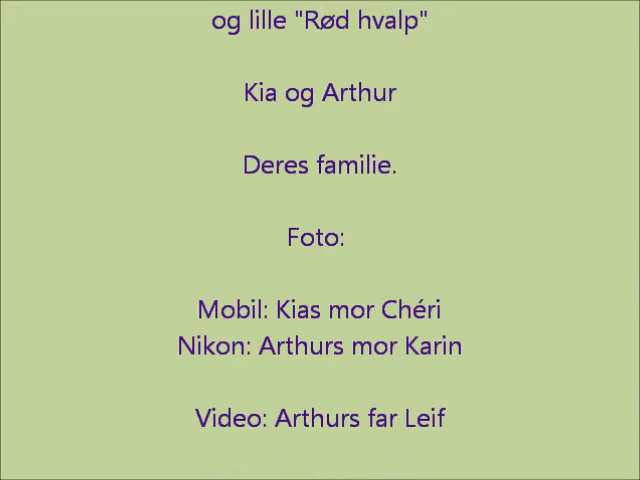 og lille "Rød hvalp"
Kia og Arthur
Deres familie.
Foto:
Mobil: Kias mor Chéri
Nikon: Arthurs mor Karin
Video: Arthurs far Leif